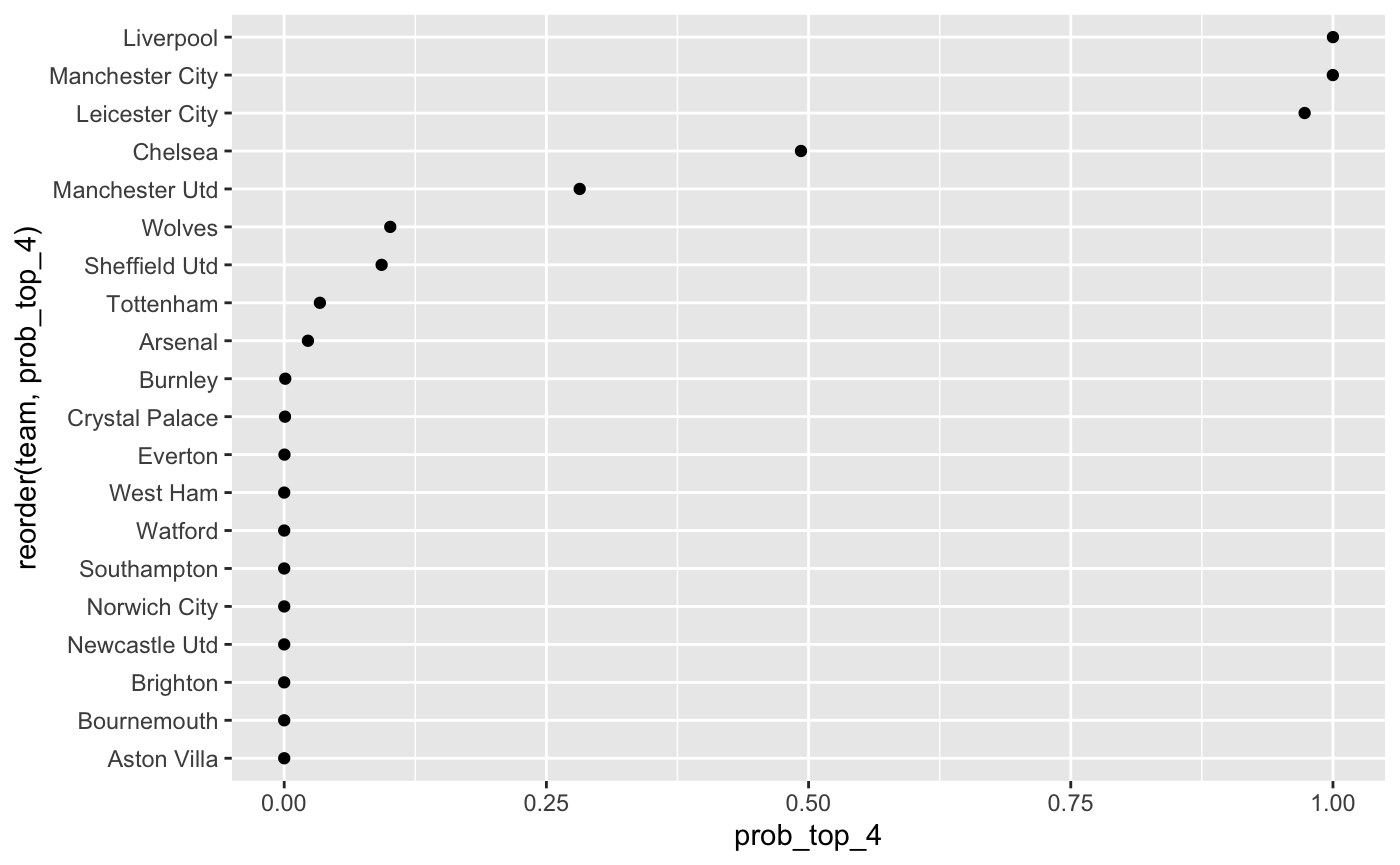 Liverpool
Manchester City
Leicester City
Chelsea
Manchester Utd
Wolves
Sheffield Utd
Tottenham
Arsenal
Burnley
Crystal Palace
Everton
West Ham
Watford
Southampton
Norwich City
Newcastle Utd
Brighton
Bournemouth
Aston Villa
reorder(team, prob_top_4)
0.00 0.25 0.50 0.75 1.00
prob_top_4